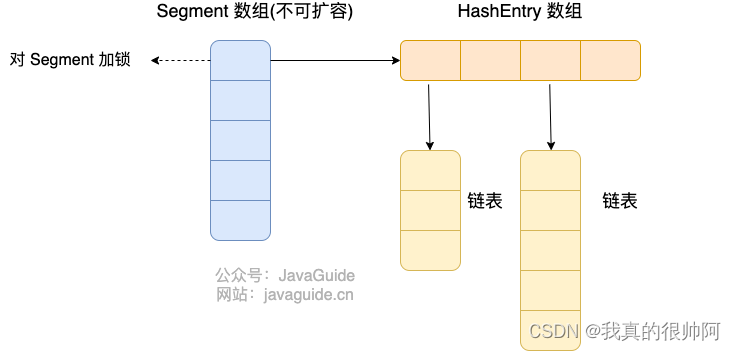 Segment 数组(不可扩容)
HashEntry 数组
对 Segment 加锁
链表
链表
公众号：JavaGuide
网站：javaguide.cn
CSDN @我真的很帅阿